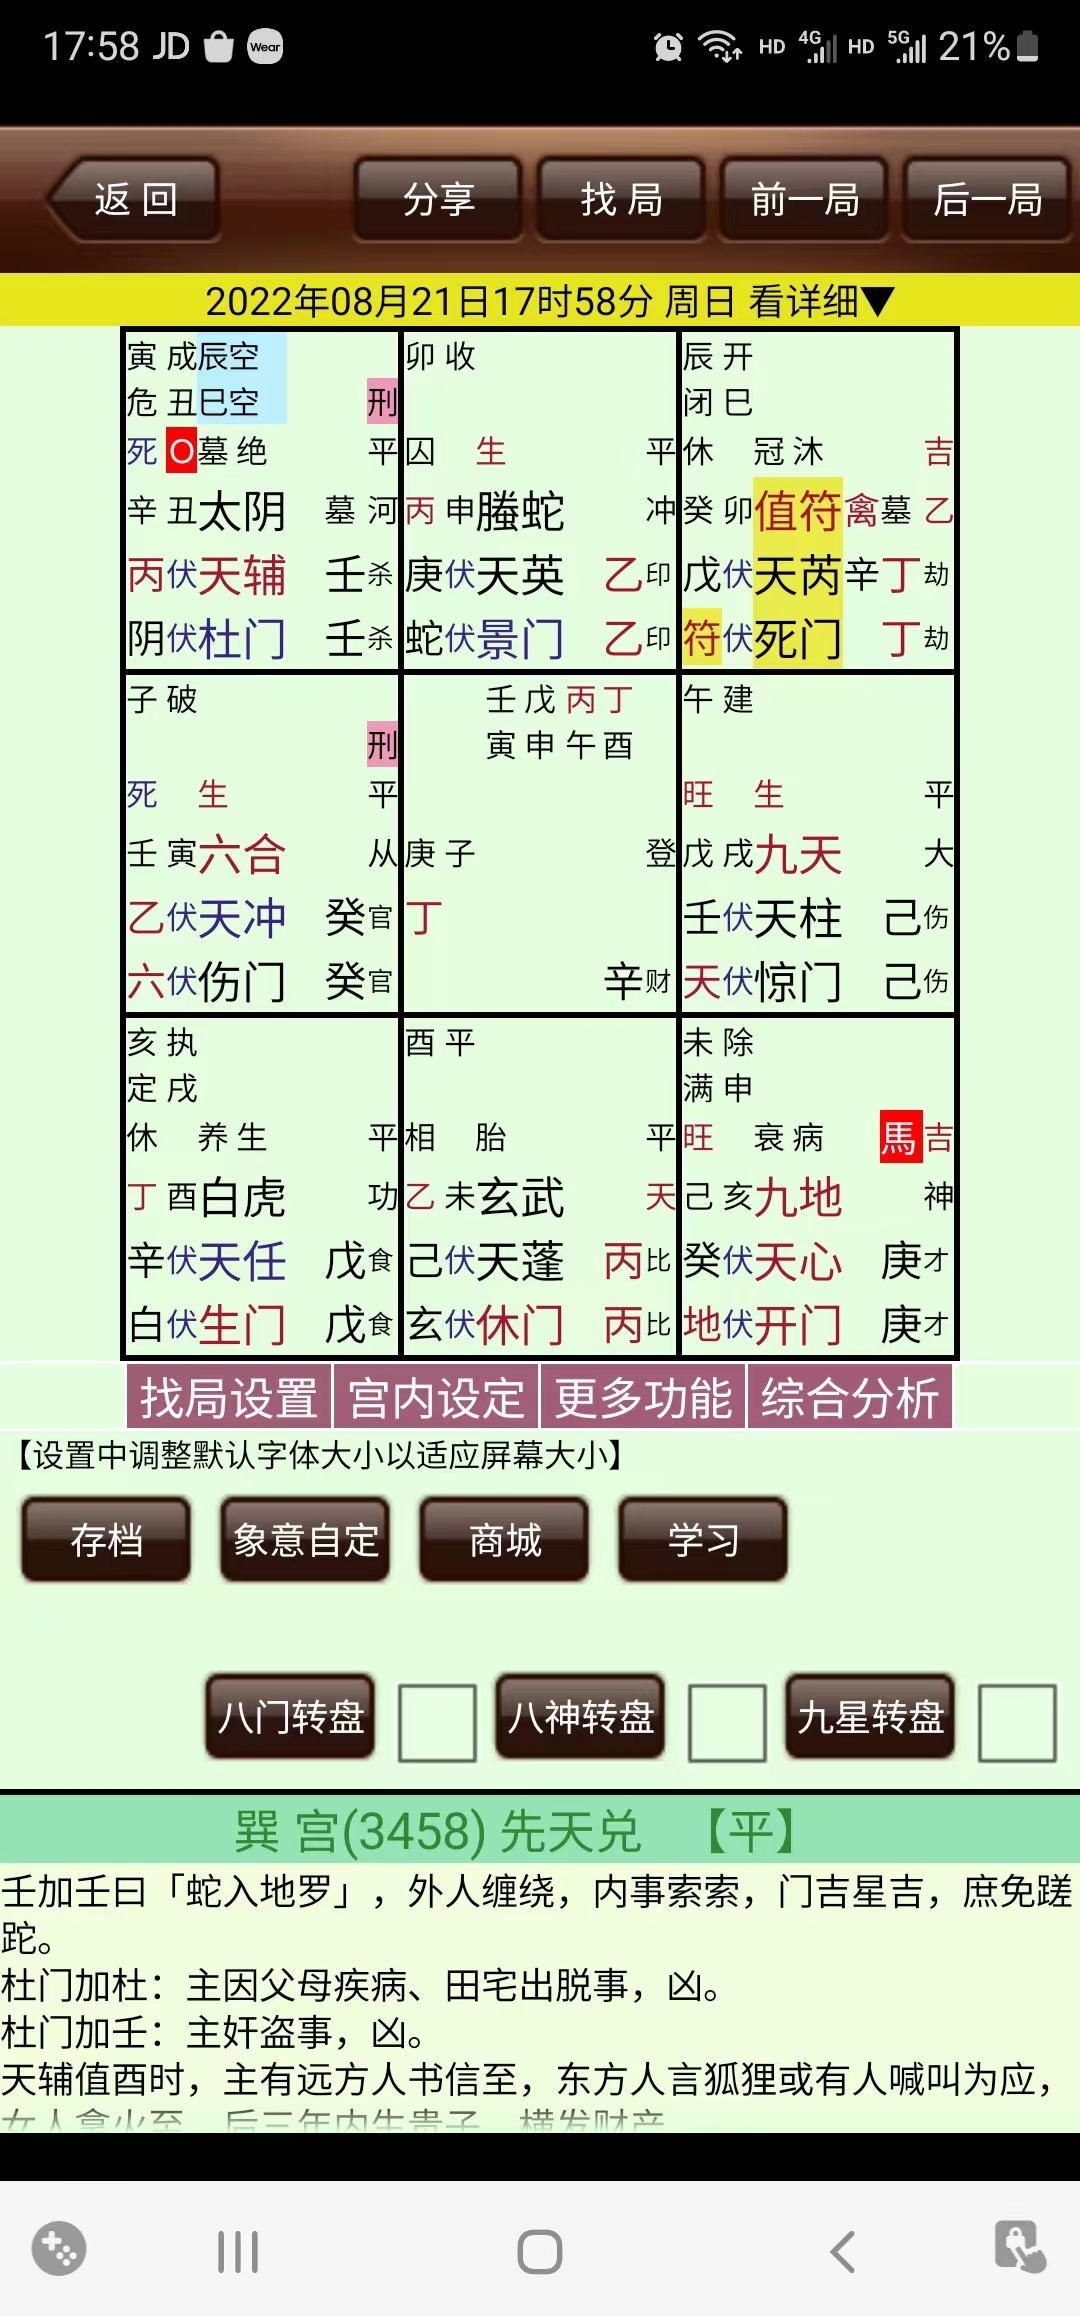 17:58 JD Wear HD 4G HD 5G 21%
返 回 分享 找 局 前一局 后一局
2022年08月21日17时58分 周日 看详细▼
寅 成辰空
危 丑巳空 刑
死 O 墓 绝 平
辛 丑 太阴 墓 河
丙 伏 天辅 壬 杀
阴 伏 杜门 壬 杀
卯 收
囚 生 平
丙 申 螣蛇 冲
庚 伏 天英 乙 印
蛇 伏 景门 乙 印
辰 开
闭 巳
休 冠 沐 吉
癸 卯 值符 禽 墓 乙
戊 伏 天芮 辛 丁 劫
符 伏 死门 丁 劫
子 破
刑
死 生 平
壬 寅 六合 从
乙 伏 天冲 癸 官
六 伏 伤门 癸 官
壬 戊 丙 丁
寅 申 午 酉
庚 子 登
丁
辛 财
午 建
旺 生 平
戊 戌 九天 大
壬 伏 天柱 己 伤
天 伏 惊门 己 伤
亥 执
定 戌
休 养 生 平
丁 酉 白虎 功
辛 伏 天任 戊 食
白 伏 生门 戊 食
酉 平
相 胎 平
乙 未 玄武 天
己 伏 天蓬 丙 比
玄 伏 休门 丙 比
未 除
满 申
旺 衰 病 馬 吉
己 亥 九地 神
癸 伏 天心 庚 才
地 伏 开门 庚 才
找局设置 宫内设定 更多功能 综合分析
【设置中调整默认字体大小以适应屏幕大小】
存档 象意自定 商城 学习
八门转盘 八神转盘 九星转盘
巽 宫(3458) 先天兑 【平】
壬加壬曰「蛇入地罗」，外人缠绕，内事索索，门吉星吉，庶免蹉
跎。
杜门加杜：主因父母疾病、田宅出脱事，凶。
杜门加壬：主奸盗事，凶。
天辅值酉时，主有远方人书信至，东方人言狐狸或有人喊叫为应，
女人拿火至，后三年内生贵子，横发财产